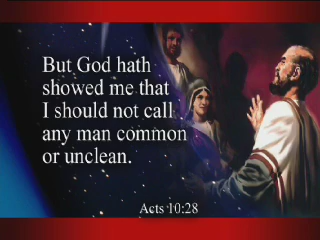 But God hath
showed me that
I should not call
any man common
or unclean.
Acts 10:28